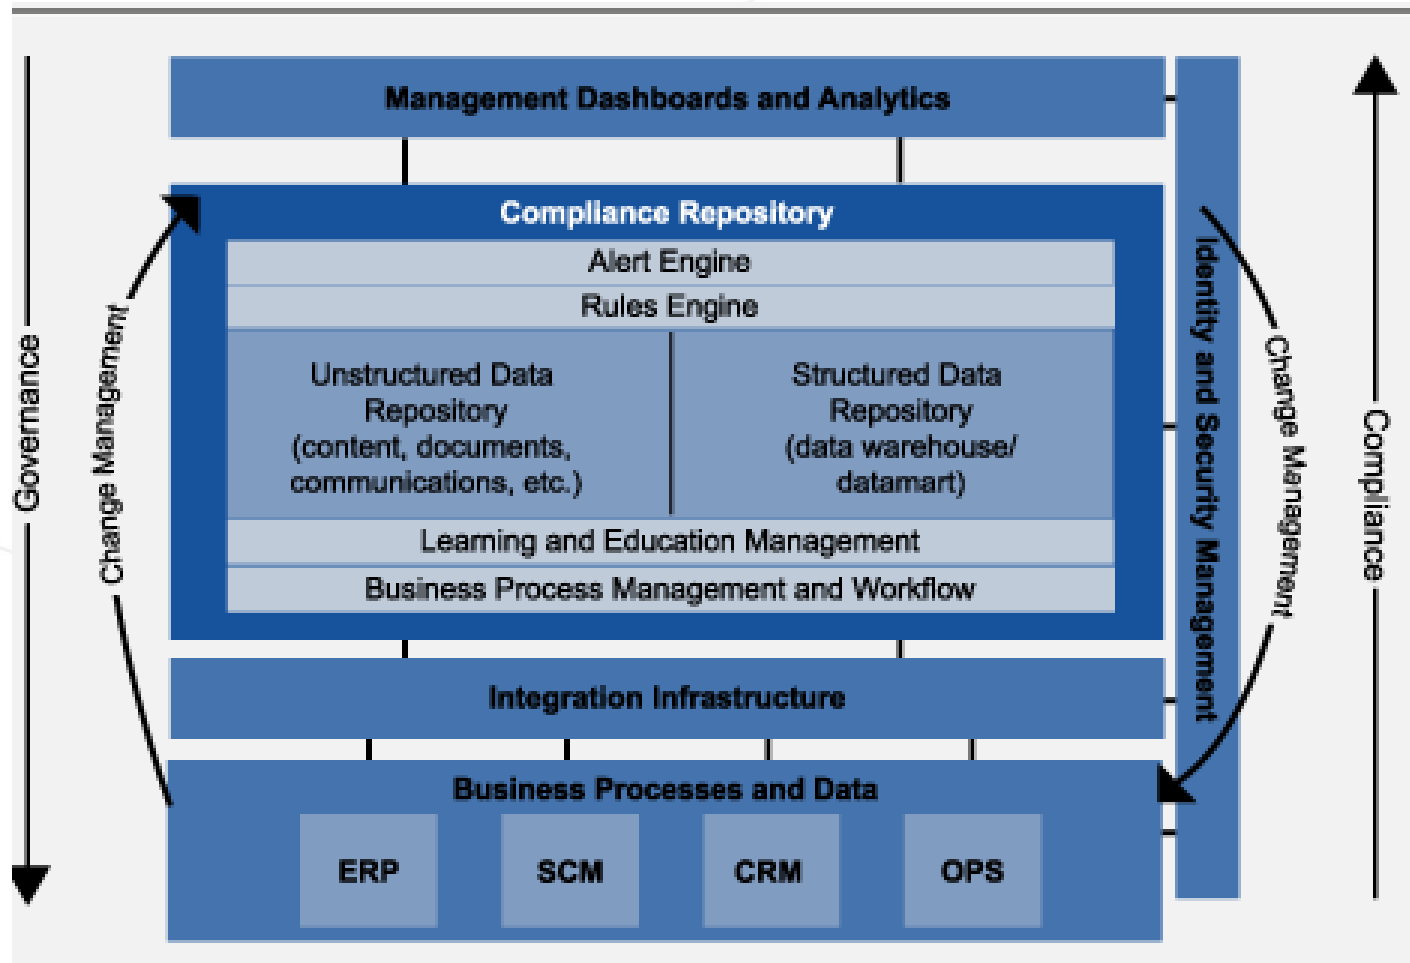 Management Dashboards and Analytics
Compliance Repository
Alert Engine
Rules Engine
Unstructured Data
Repository
(content, documents,
communications, etc.)
Structured Data
Repository
(data warehouse/
datamart)
Learning and Education Management
Business Process Management and Workflow
Integration Infrastructure
Business Processes and Data
ERP
SCM
CRM
OPS
Governance
Change Management
Identity and Security Management
Change Management
Compliance